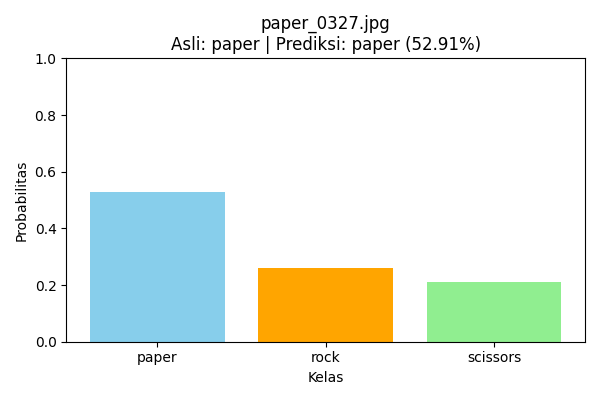 paper_0327.jpg
Asli: paper | Prediksi: paper (52.91%)
1.0
0.8
0.6
0.4
0.2
0.0
Probabilitas
paper rock scissors
Kelas